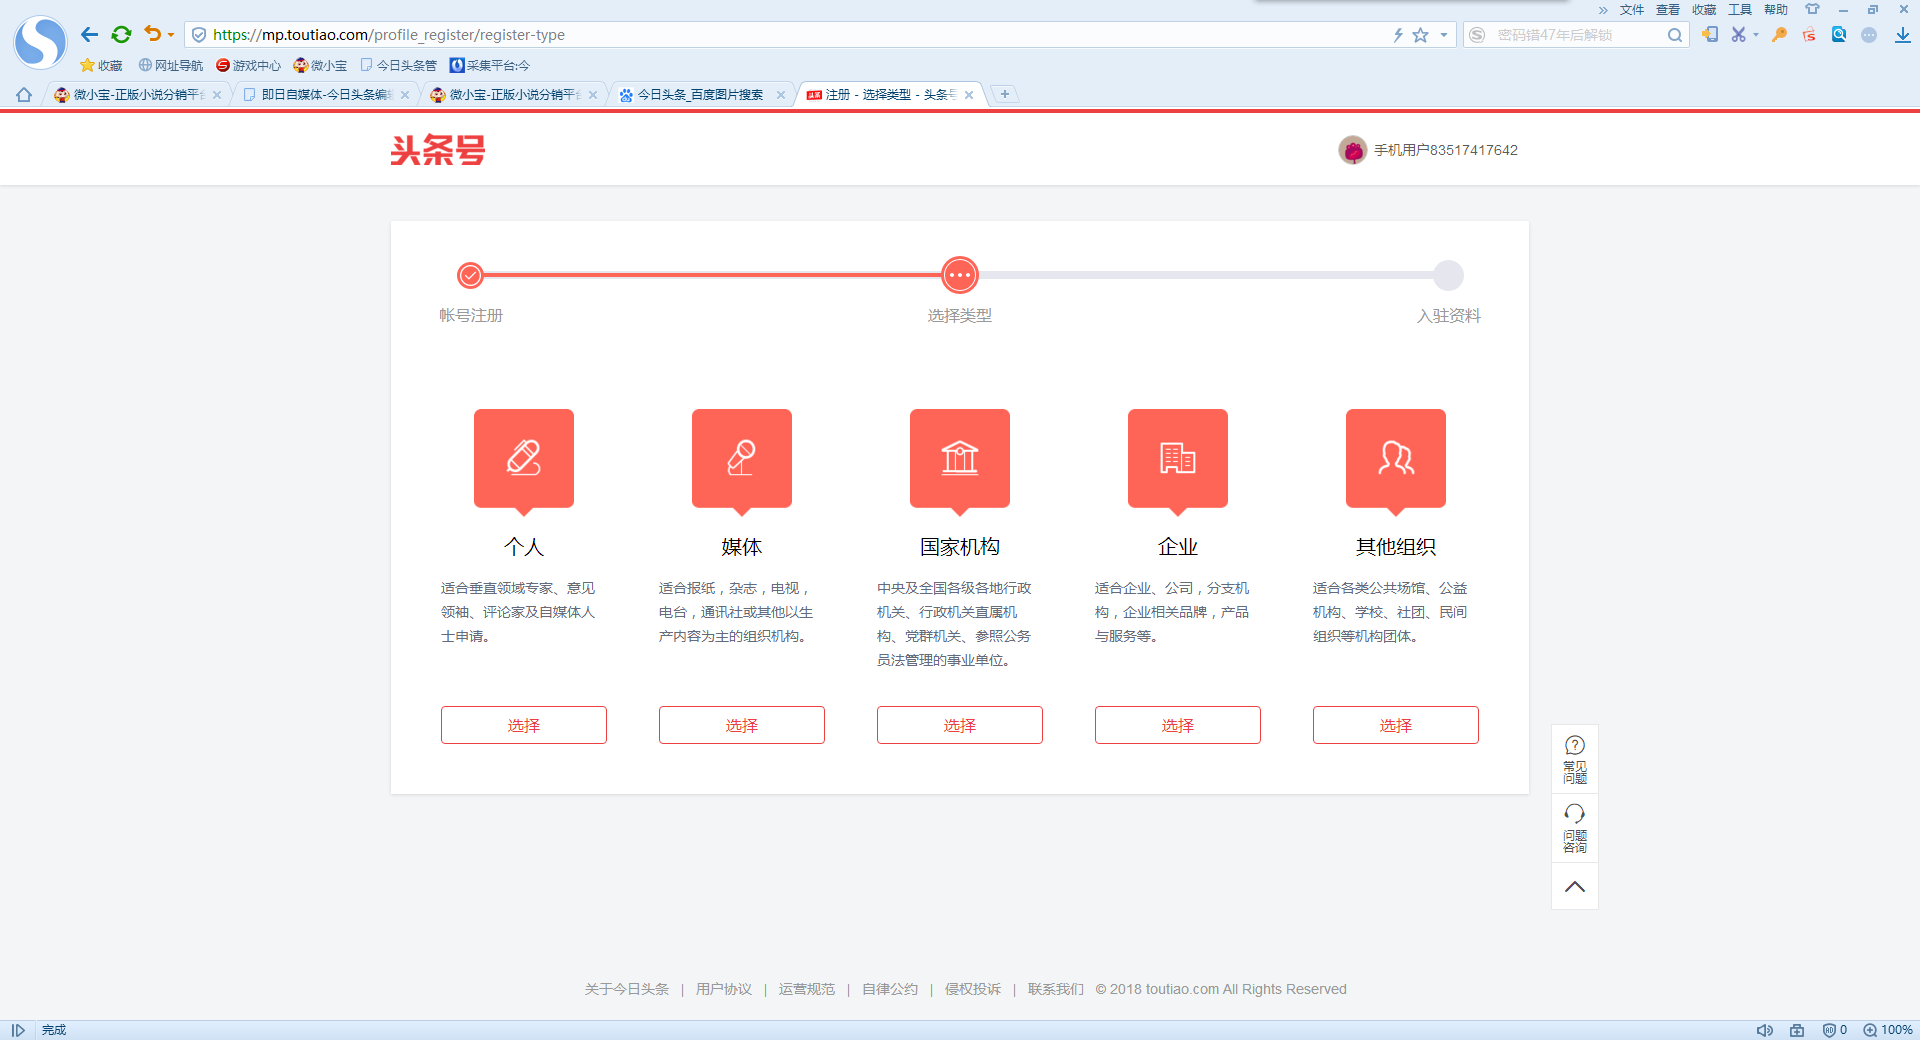 文件 查看 收藏 工具 帮助
https://mp.toutiao.com/profile_register/register-type
密码错47年后解锁
收藏 网址导航 游戏中心 微小宝 今日头条管 采集平台:今
微小宝-正版小说分销平台 即日自媒体-今日头条编辑 微小宝-正版小说分销平台 今日头条_百度图片搜索 注册 - 选择类型 - 头条号
头条号
手机用户83517417642
帐号注册 选择类型 入驻资料
个人 媒体 国家机构 企业 其他组织
适合垂直领域专家、意见
领袖、评论家及自媒体人
士申请。
适合报纸，杂志，电视，
电台，通讯社或其他以生
产内容为主的组织机构。
中央及全国各级各地行政
机关、行政机关直属机
构、党群机关、参照公务
员法管理的事业单位。
适合企业、公司，分支机
构，企业相关品牌，产品
与服务等。
适合各类公共场馆、公益
机构、学校、社团、民间
组织等机构团体。
选择 选择 选择 选择 选择
常见
问题
问题
咨询
关于今日头条 | 用户协议 | 运营规范 | 自律公约 | 侵权投诉 | 联系我们 © 2018 toutiao.com All Rights Reserved
完成
0 100%